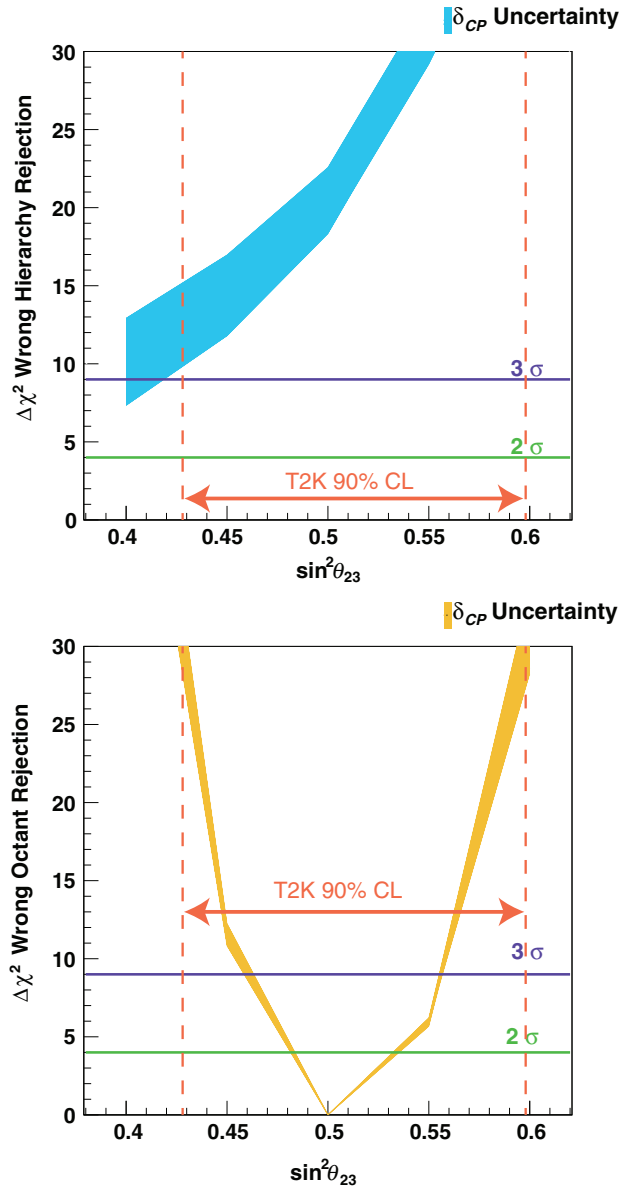 δCP Uncertainty
30
25
20
15
10
5
0
Δχ² Wrong Hierarchy Rejection
3 σ
2 σ
T2K 90% CL
0.4 0.45 0.5 0.55 0.6
sin²θ23
δCP Uncertainty
30
25
20
15
10
5
0
Δχ² Wrong Octant Rejection
T2K 90% CL
3 σ
2 σ
0.4 0.45 0.5 0.55 0.6
sin²θ23